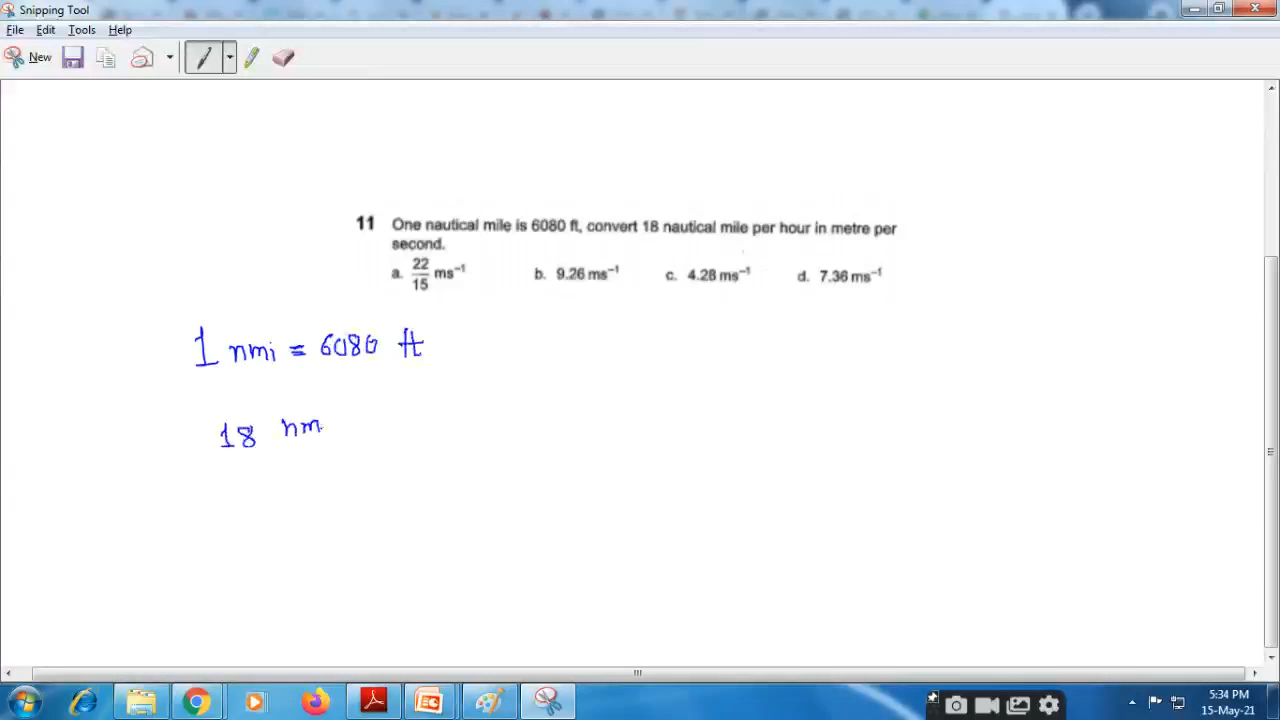 Snipping Tool
File Edit Tools Help
New
11 One nautical mile is 6080 ft, convert 18 nautical mile per hour in metre per
second.
a. 22/15 ms⁻¹ b. 9.26 ms⁻¹ c. 4.28 ms⁻¹ d. 7.36 ms⁻¹
1 nmi = 6080 ft
18 nm
5:34 PM
15-May-21